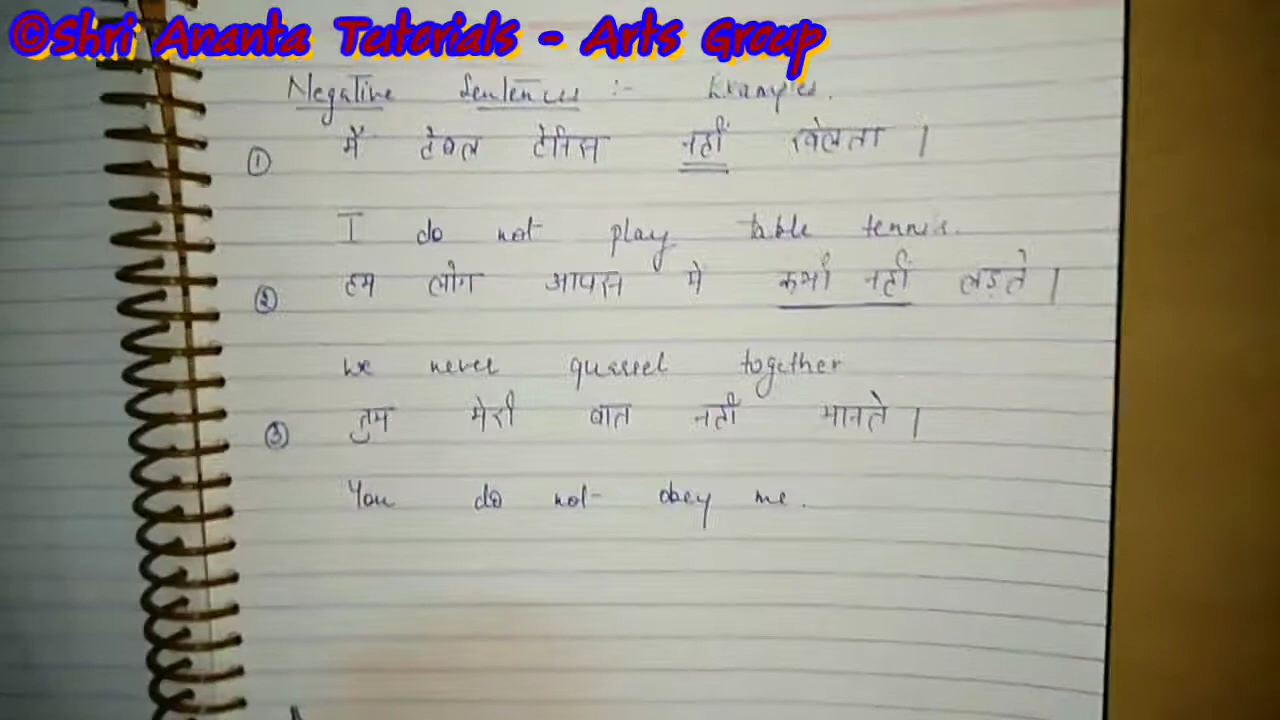 ©Shri Ananta Tutorials - Arts Group
Negative Sentences :- Examples.
① मैं टेबल टेनिस नहीं खेलता ।
I do not play table tennis.
② हम लोग आपस मे कभी नहीं लड़ते ।
We never quarrel together
③ तुम मेरी बात नहीं मानते ।
You do not obey me.